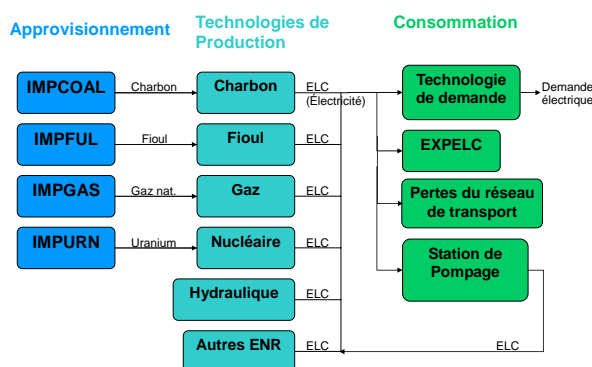 Approvisionnement
Technologies de
Production
Consommation
IMPCOAL
Charbon
Charbon
ELC
(Électricité)
Technologie
de demande
Demande
électrique
IMPFUL
Fioul
Fioul
ELC
EXPELC
IMPGAS
Gaz nat.
Gaz
ELC
Pertes du réseau
de transport
IMPURN
Uranium
Nucléaire
ELC
Station de
Pompage
Hydraulique
ELC
Autres ENR
ELC
ELC